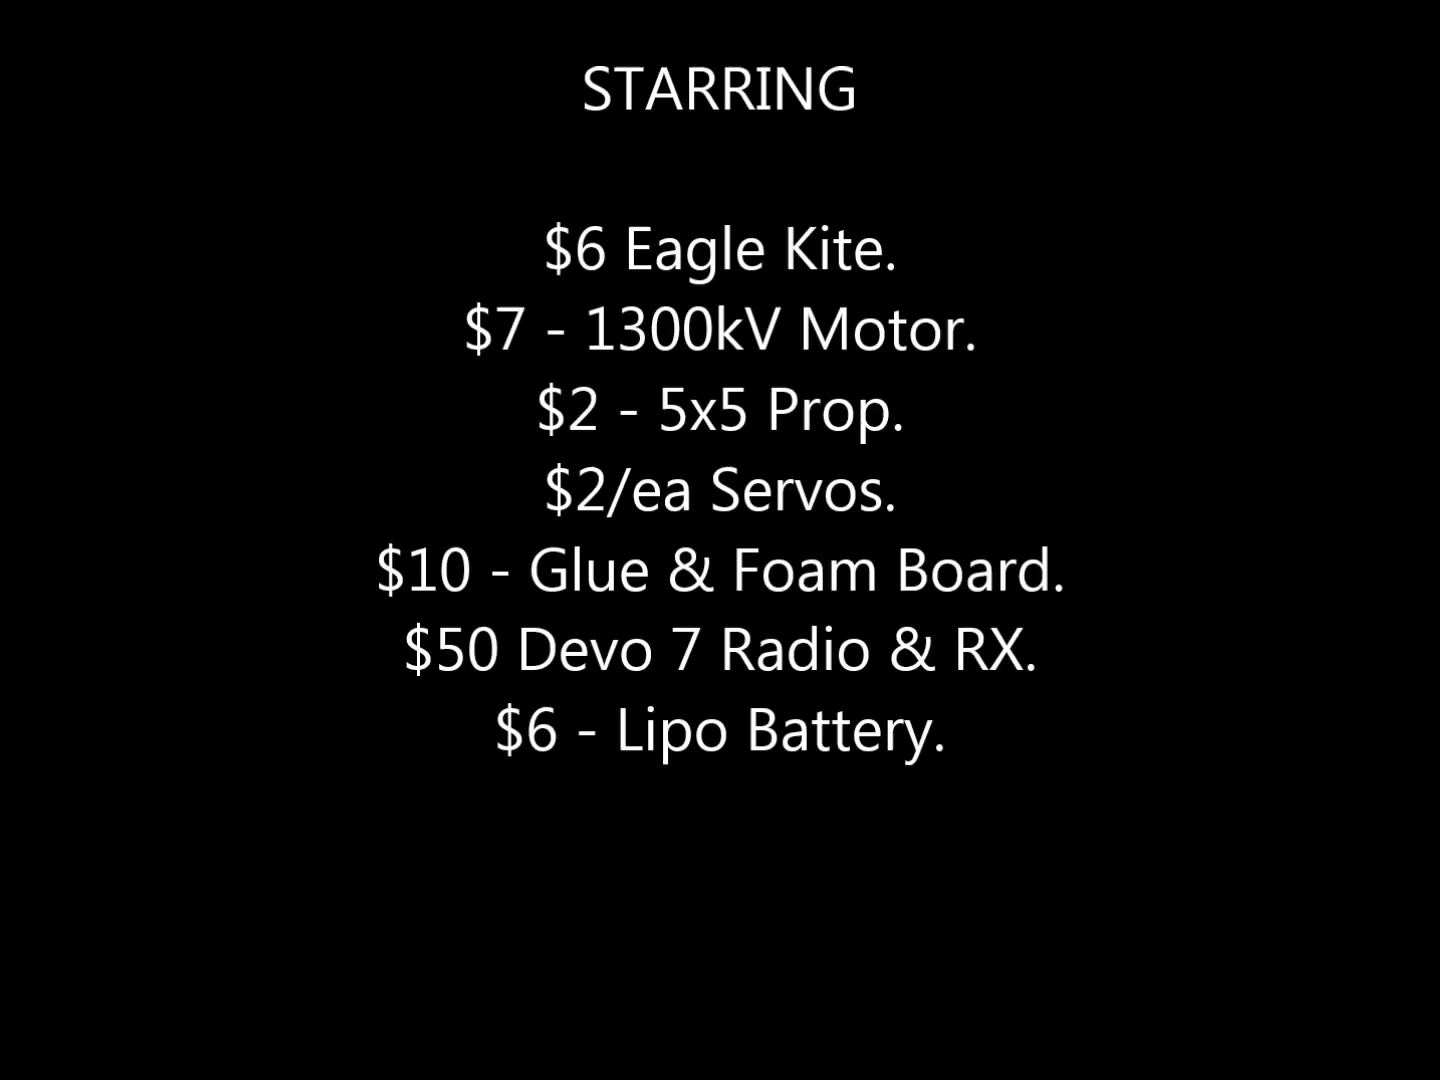 STARRING
$6 Eagle Kite.
$7 - 1300kV Motor.
$2 - 5x5 Prop.
$2/ea Servos.
$10 - Glue & Foam Board.
$50 Devo 7 Radio & RX.
$6 - Lipo Battery.